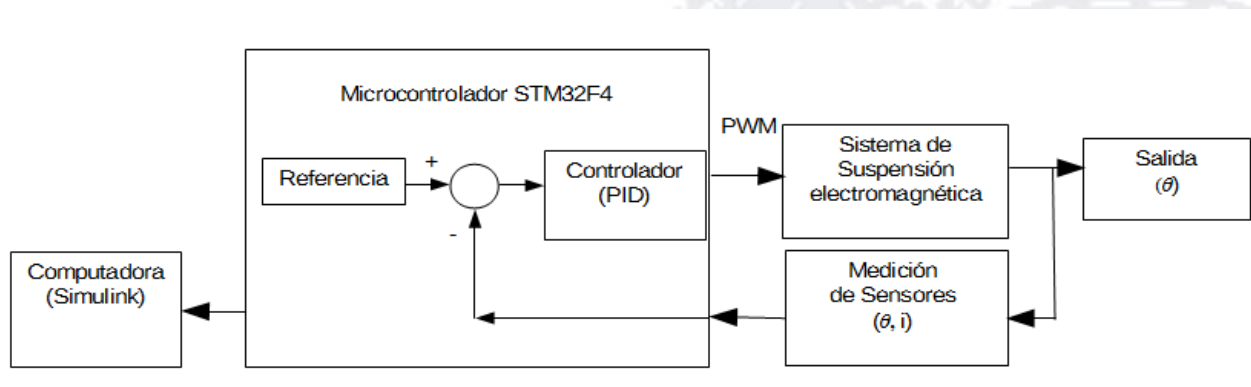 Microcontrolador STM32F4
Referencia
+
-
Controlador
(PID)
PWM
Sistema de
Suspensión
electromagnética
Salida
(θ)
Computadora
(Simulink)
Medición
de Sensores
(θ, i)